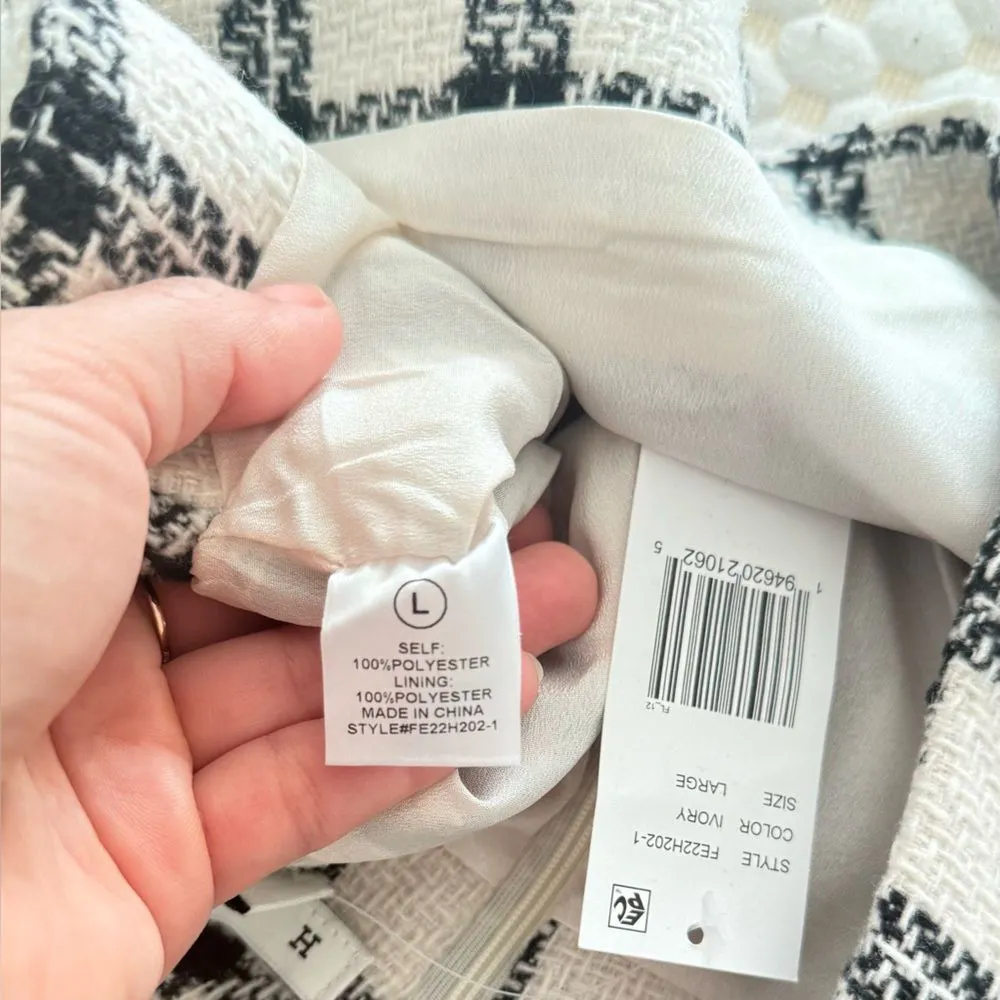 L
SELF:
100%POLYESTER
LINING:
100%POLYESTER
MADE IN CHINA
STYLE#FE22H202-1
STYLE FE22H202-1
COLOR IVORY
SIZE LARGE
FL_12
1 94620 21062 5
H